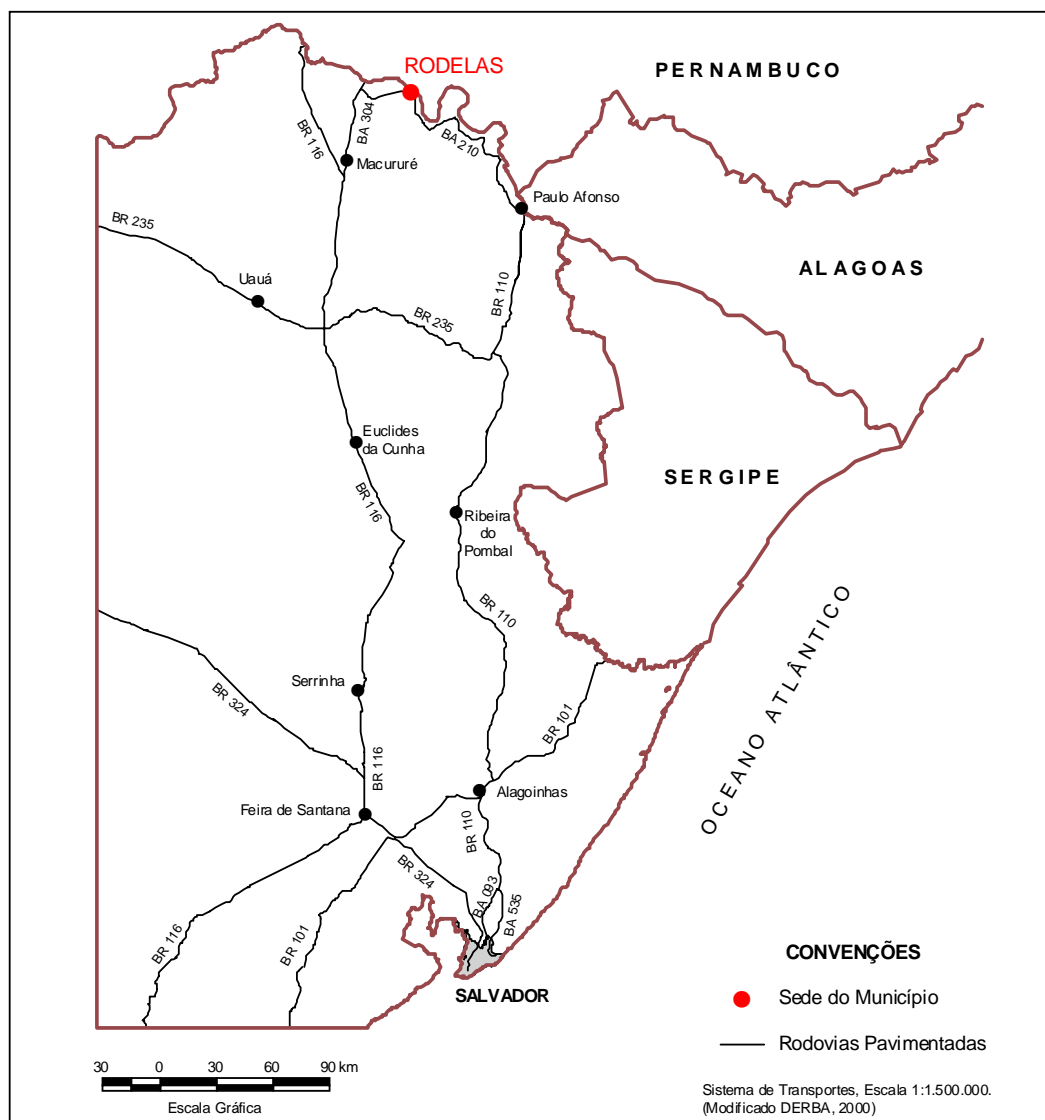 RODELAS
PERNAMBUCO
BR 116
BA 304
BA 210
Macururé
Paulo Afonso
BR 235
Uauá
ALAGOAS
BR 110
BR 235
Euclides
da Cunha
SERGIPE
BR 116
Ribeira
do
Pombal
BR 110
OCEANO ATLÂNTICO
Serrinha
BR 324
BR 101
BR 116
Alagoinhas
Feira de Santana
BR 110
BR 324
BA 093
BA 535
BR 116
BR 101
SALVADOR
CONVENÇÕES
Sede do Município
Rodovias Pavimentadas
30 0 30 60 90 km
Escala Gráfica
Sistema de Transportes, Escala 1:1.500.000.
(Modificado DERBA, 2000)